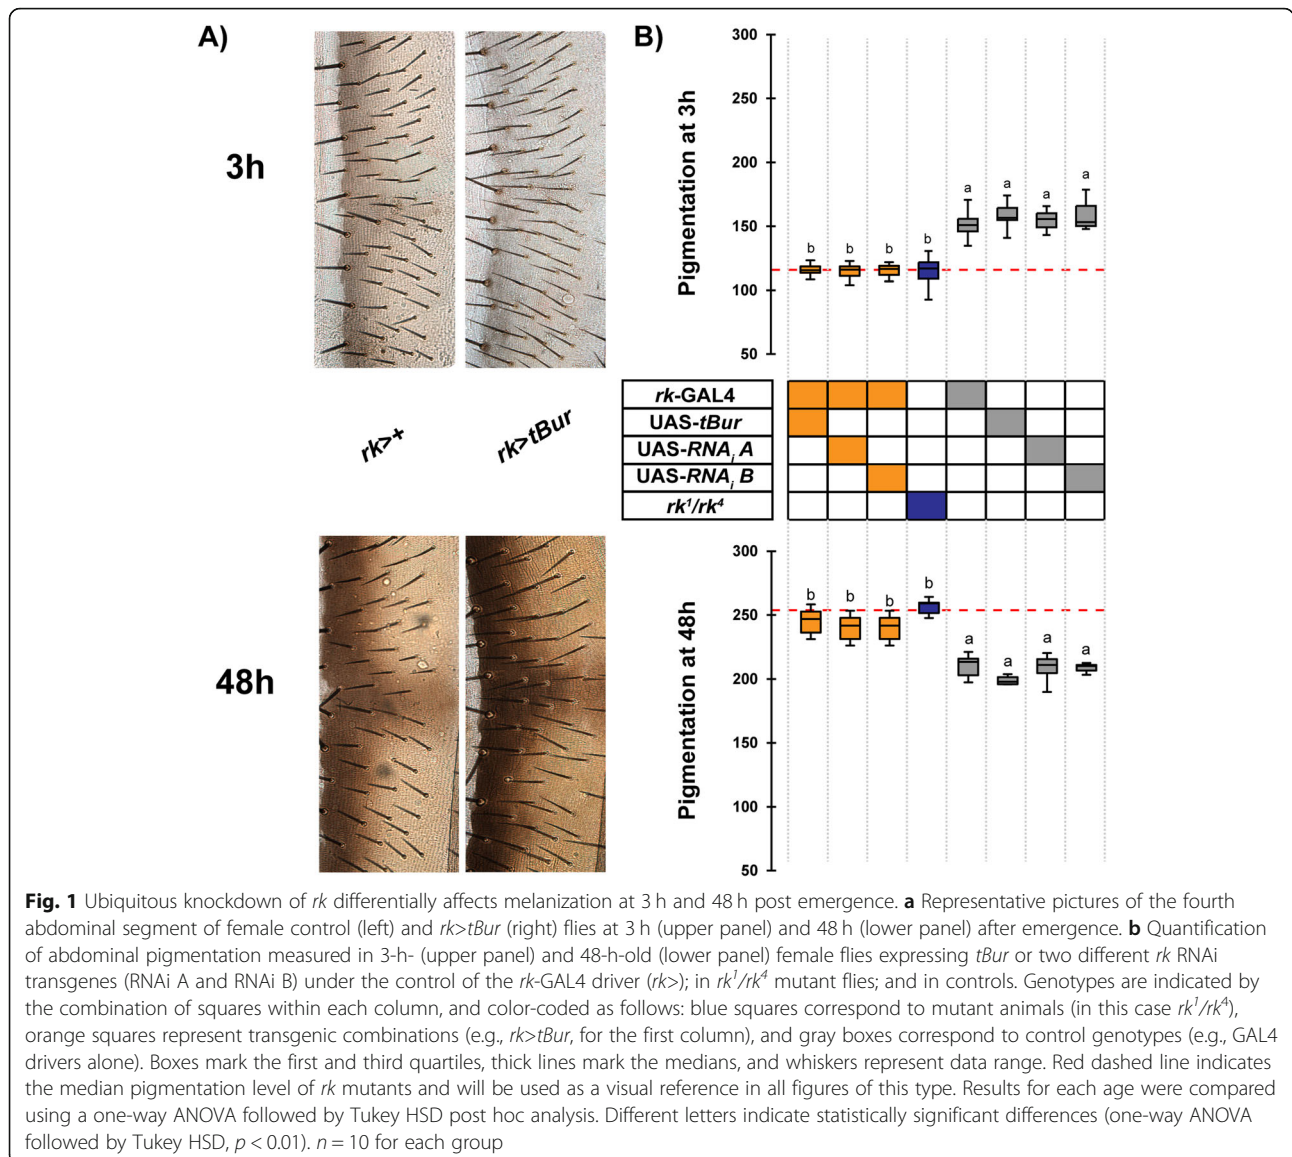 A)
B)
300
250
200
150
100
50
Pigmentation at 3h
b b b b a a a a
3h
rk>+
rk>tBur
rk-GAL4
UAS-tBur
UAS-RNAi A
UAS-RNAi B
rk1/rk4
48h
300
250
200
150
100
50
Pigmentation at 48h
b b b b a a a a
Fig. 1 Ubiquitous knockdown of rk differentially affects melanization at 3 h and 48 h post emergence. a Representative pictures of the fourth
abdominal segment of female control (left) and rk>tBur (right) flies at 3 h (upper panel) and 48 h (lower panel) after emergence. b Quantification
of abdominal pigmentation measured in 3-h- (upper panel) and 48-h-old (lower panel) female flies expressing tBur or two different rk RNAi
transgenes (RNAi A and RNAi B) under the control of the rk-GAL4 driver (rk>); in rk1/rk4 mutant flies; and in controls. Genotypes are indicated by
the combination of squares within each column, and color-coded as follows: blue squares correspond to mutant animals (in this case rk1/rk4),
orange squares represent transgenic combinations (e.g., rk>tBur, for the first column), and gray boxes correspond to control genotypes (e.g., GAL4
drivers alone). Boxes mark the first and third quartiles, thick lines mark the medians, and whiskers represent data range. Red dashed line indicates
the median pigmentation level of rk mutants and will be used as a visual reference in all figures of this type. Results for each age were compared
using a one-way ANOVA followed by Tukey HSD post hoc analysis. Different letters indicate statistically significant differences (one-way ANOVA
followed by Tukey HSD, p < 0.01). n = 10 for each group